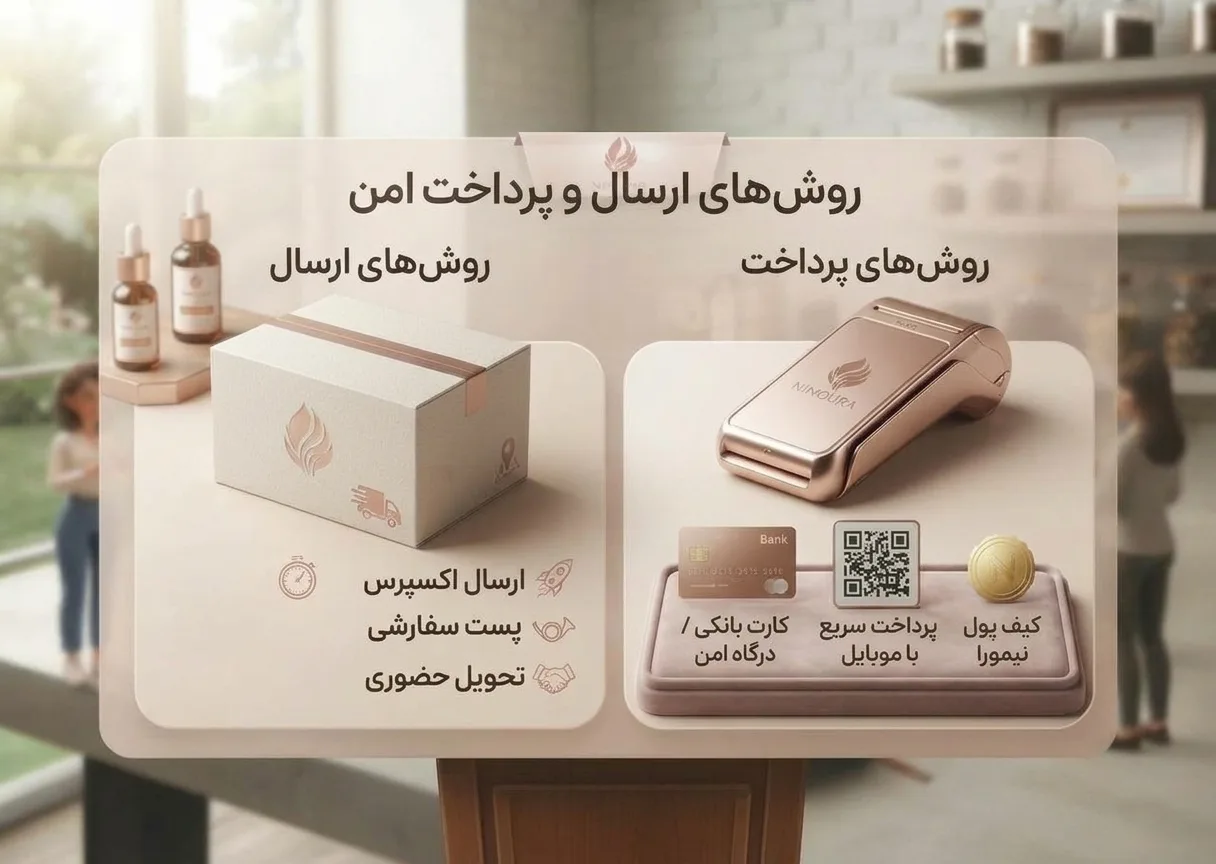 روش‌های ارسال و پرداخت امن
روش‌های پرداخت
NIMOURA
Bank
کیف پول
نیمورا
پرداخت سریع
با موبایل
کارت بانکی /
درگاه امن
روش‌های ارسال
ارسال اکسپرس
پست سفارشی
تحویل حضوری